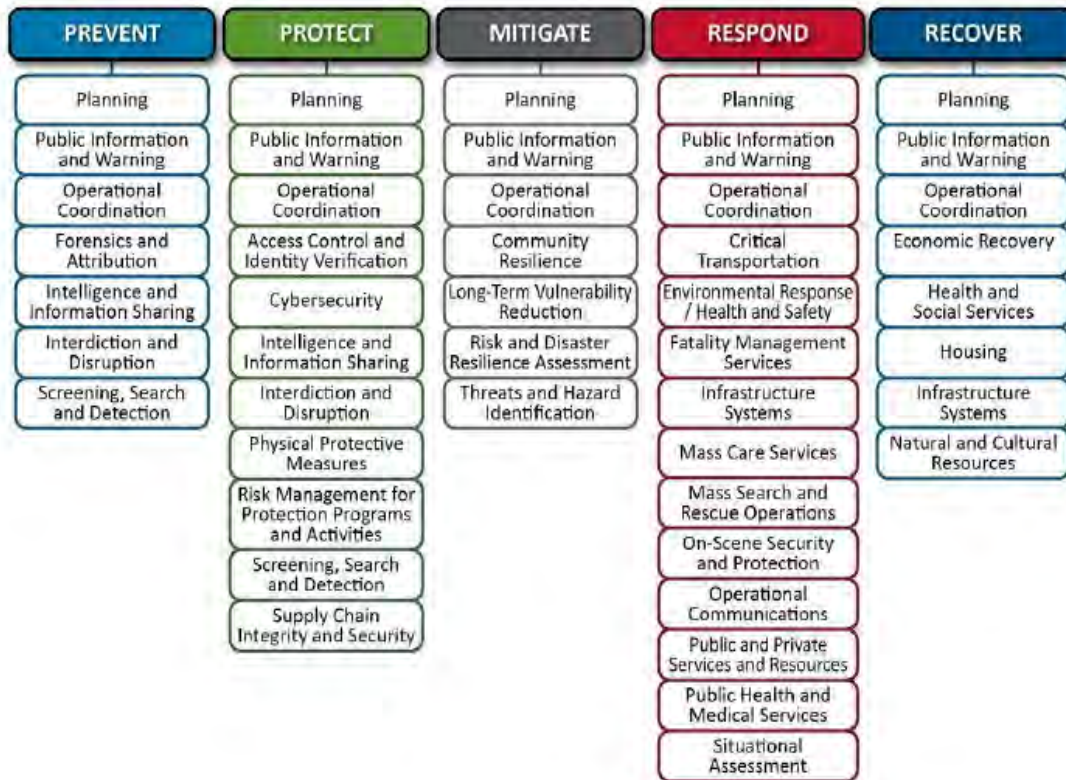 PREVENT
Planning
Public Information
and Warning
Operational
Coordination
Forensics and
Attribution
Intelligence and
Information Sharing
Interdiction and
Disruption
Screening, Search
and Detection
PROTECT
Planning
Public Information
and Warning
Operational
Coordination
Access Control and
Identity Verification
Cybersecurity
Intelligence and
Information Sharing
Interdiction and
Disruption
Physical Protective
Measures
Risk Management for
Protection Programs
and Activities
Screening, Search
and Detection
Supply Chain
Integrity and Security
MITIGATE
Planning
Public Information
and Warning
Operational
Coordination
Community
Resilience
Long-Term Vulnerability
Reduction
Risk and Disaster
Resilience Assessment
Threats and Hazard
Identification
RESPOND
Planning
Public Information
and Warning
Operational
Coordination
Critical
Transportation
Environmental Response
/ Health and Safety
Fatality Management
Services
Infrastructure
Systems
Mass Care Services
Mass Search and
Rescue Operations
On-Scene Security
and Protection
Operational
Communications
Public and Private
Services and Resources
Public Health and
Medical Services
Situational
Assessment
RECOVER
Planning
Public Information
and Warning
Operational
Coordination
Economic Recovery
Health and
Social Services
Housing
Infrastructure
Systems
Natural and Cultural
Resources